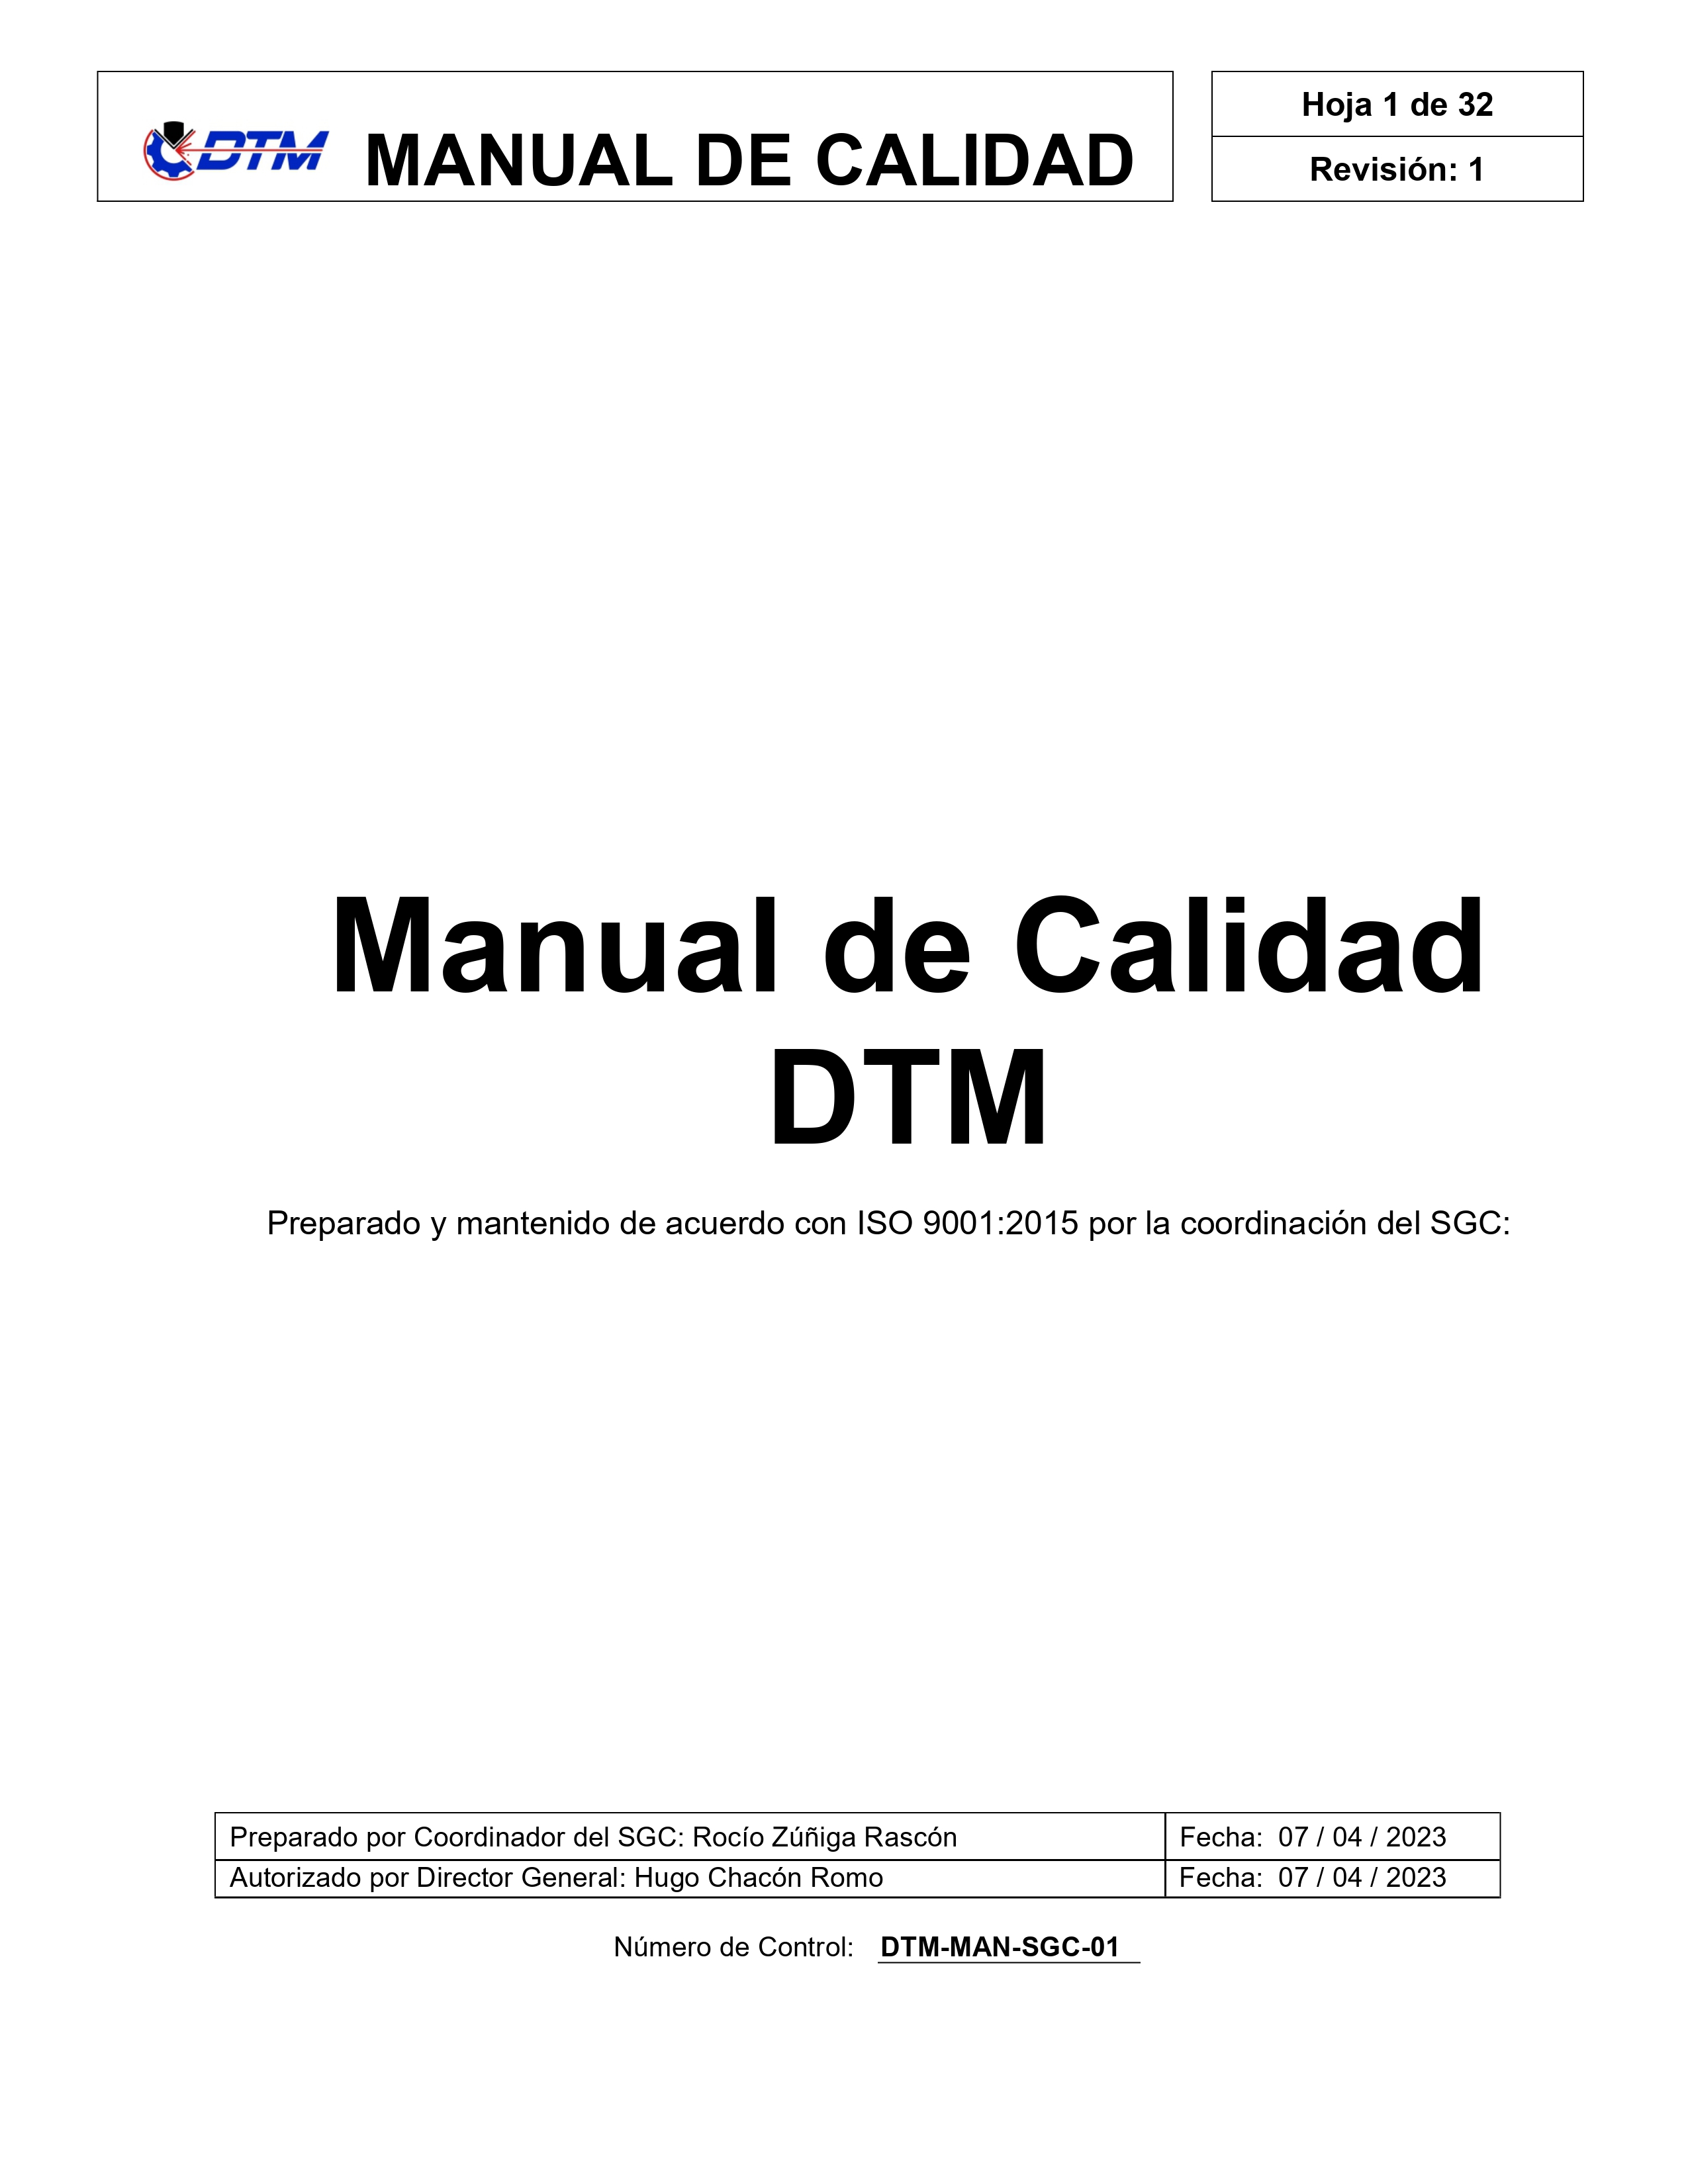 DTM MANUAL DE CALIDAD
Hoja 1 de 32
Revisión: 1
Manual de Calidad
DTM
Preparado y mantenido de acuerdo con ISO 9001:2015 por la coordinación del SGC:
Preparado por Coordinador del SGC: Rocío Zúñiga Rascón Fecha: 07 / 04 / 2023
Autorizado por Director General: Hugo Chacón Romo Fecha: 07 / 04 / 2023
Número de Control: DTM-MAN-SGC-01